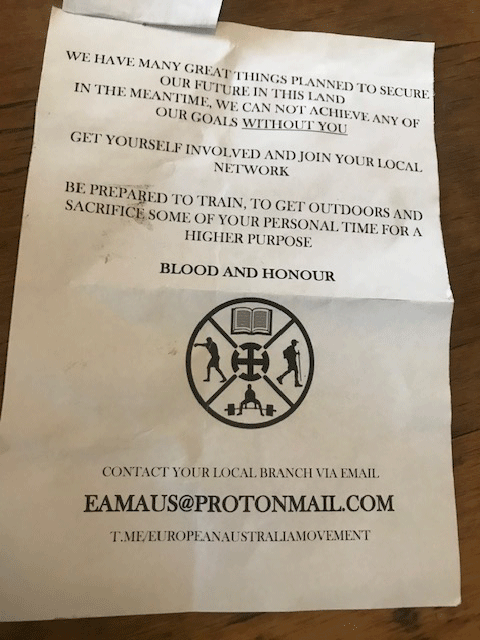 WE HAVE MANY GREAT THINGS PLANNED TO SECURE
OUR FUTURE IN THIS LAND
IN THE MEANTIME, WE CAN NOT ACHIEVE ANY OF
OUR GOALS WITHOUT YOU
GET YOURSELF INVOLVED AND JOIN YOUR LOCAL
NETWORK
BE PREPARED TO TRAIN, TO GET OUTDOORS AND
SACRIFICE SOME OF YOUR PERSONAL TIME FOR A
HIGHER PURPOSE
BLOOD AND HONOUR
CONTACT YOUR LOCAL BRANCH VIA EMAIL
EAMAUS@PROTONMAIL.COM
T.ME/EUROPEANAUSTRALIAMOVEMENT